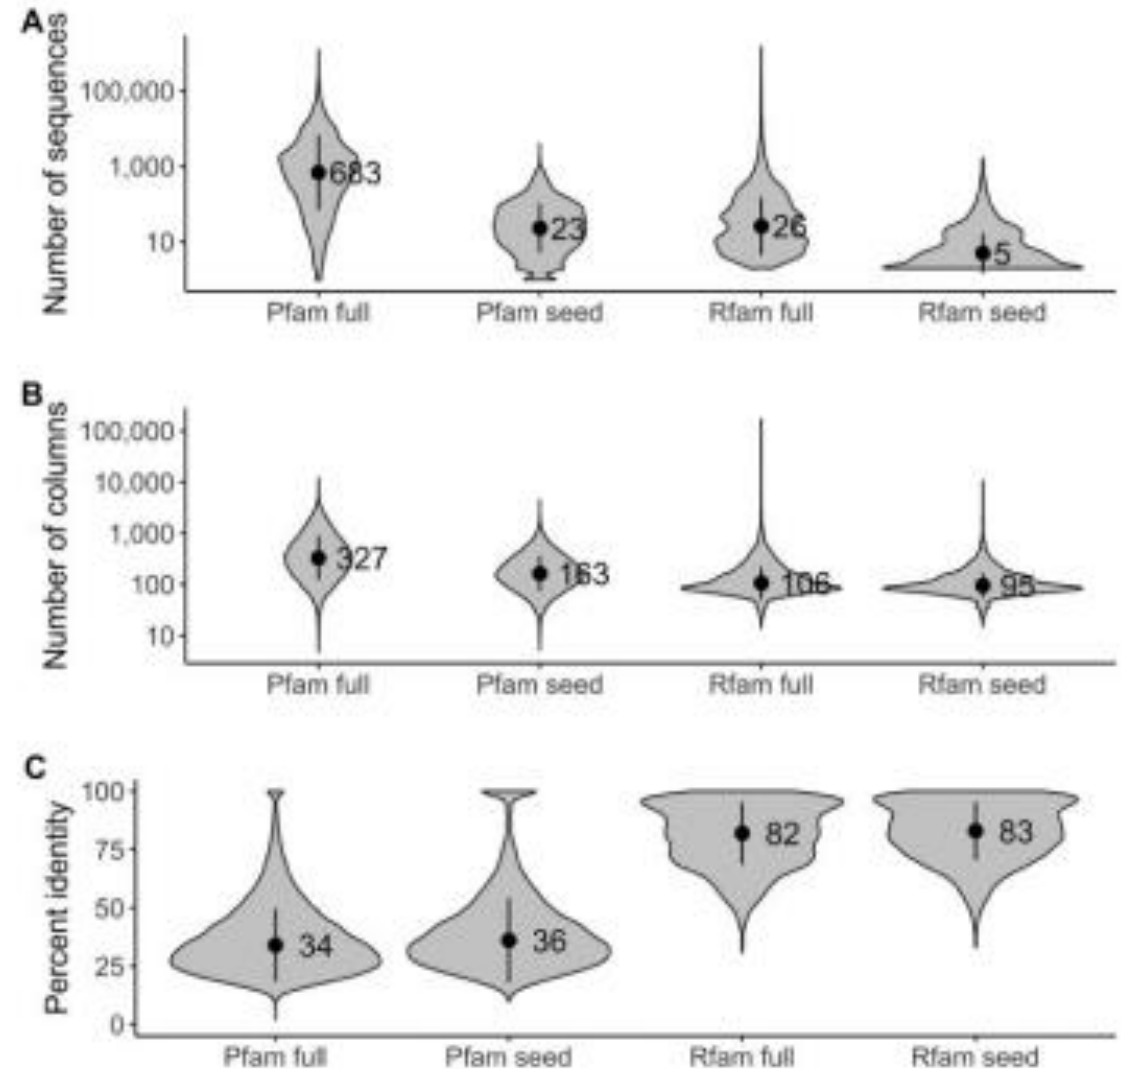 A
Number of sequences
100,000
1,000
10
683
23
26
5
Pfam full
Pfam seed
Rfam full
Rfam seed
B
Number of columns
100,000
10,000
1,000
100
10
327
163
106
95
Pfam full
Pfam seed
Rfam full
Rfam seed
C
Percent identity
100
75
50
25
0
34
36
82
83
Pfam full
Pfam seed
Rfam full
Rfam seed